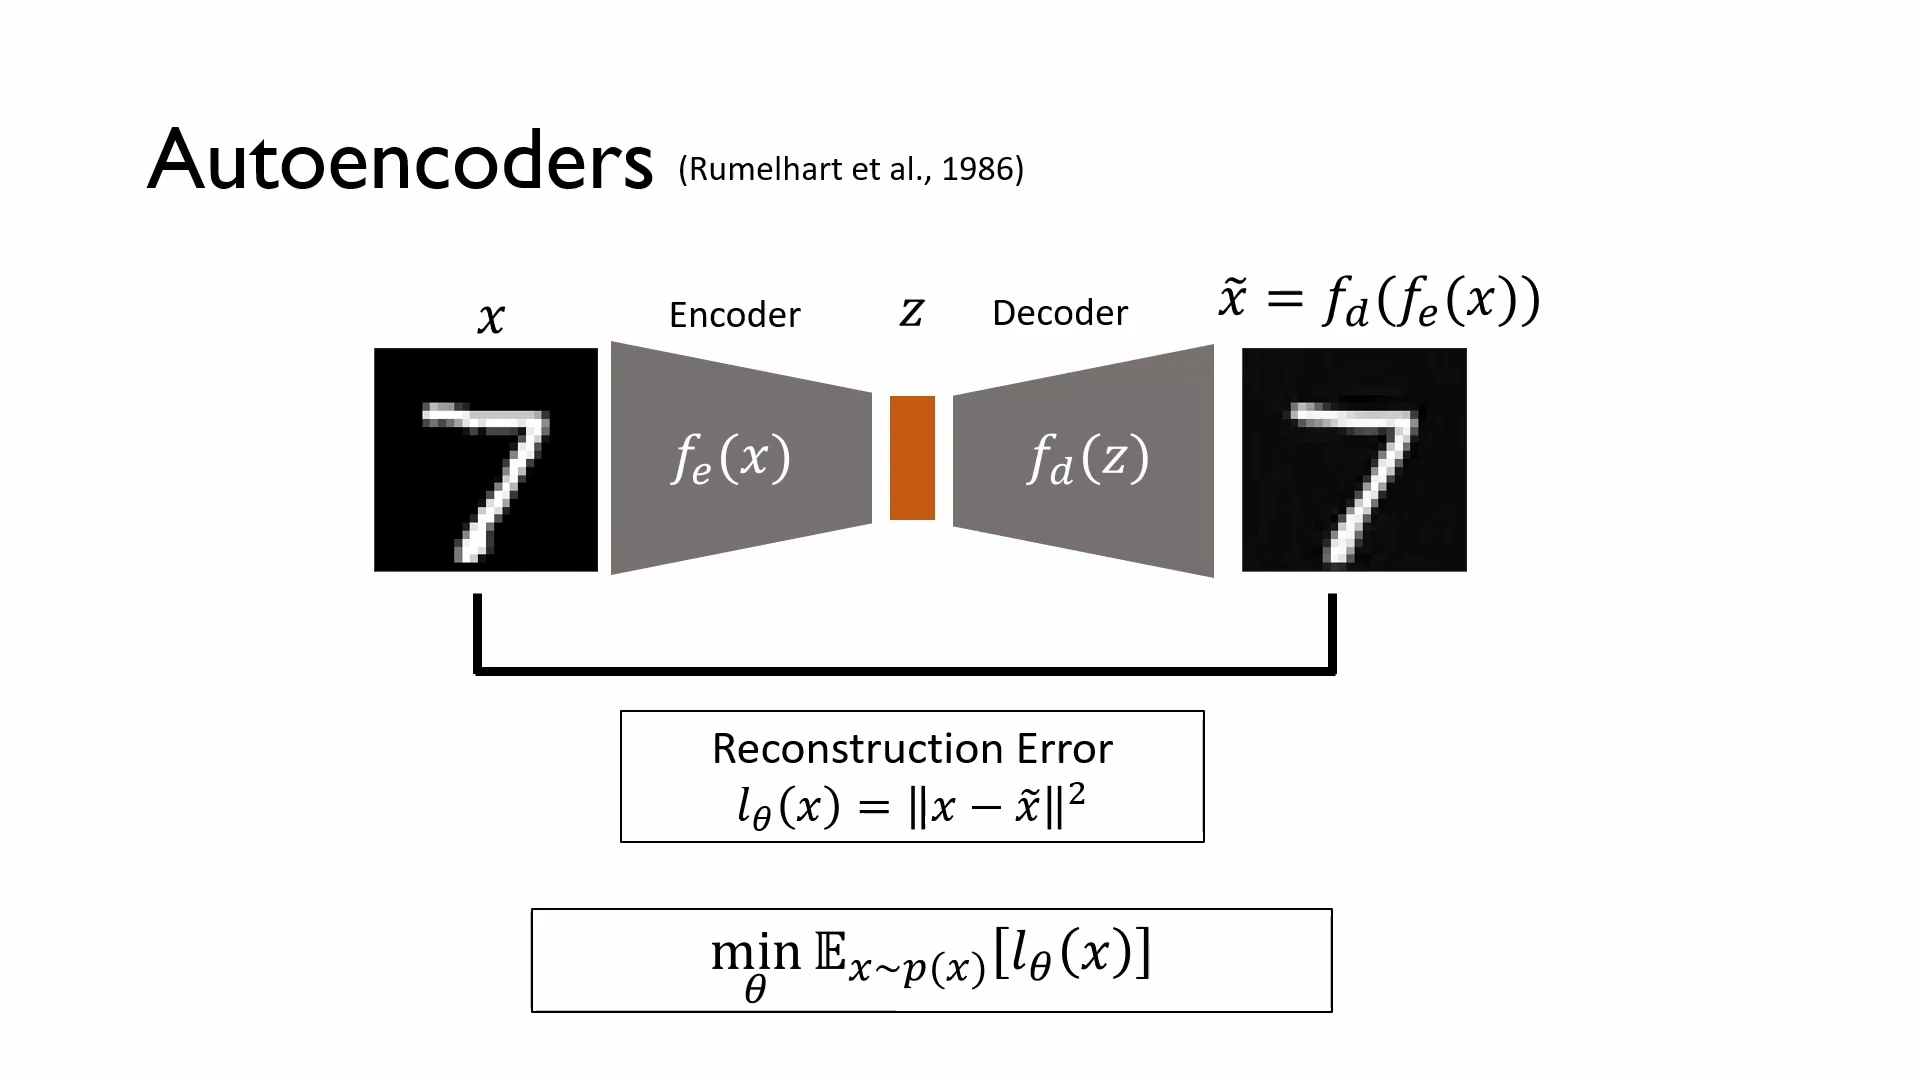 Autoencoders (Rumelhart et al., 1986)
x Encoder z Decoder x̃ = f_d(f_e(x))
f_e(x) f_d(z)
Reconstruction Error
l_θ(x) = ‖x − x̃‖²
min_θ 𝔼_{x~p(x)}[l_θ(x)]